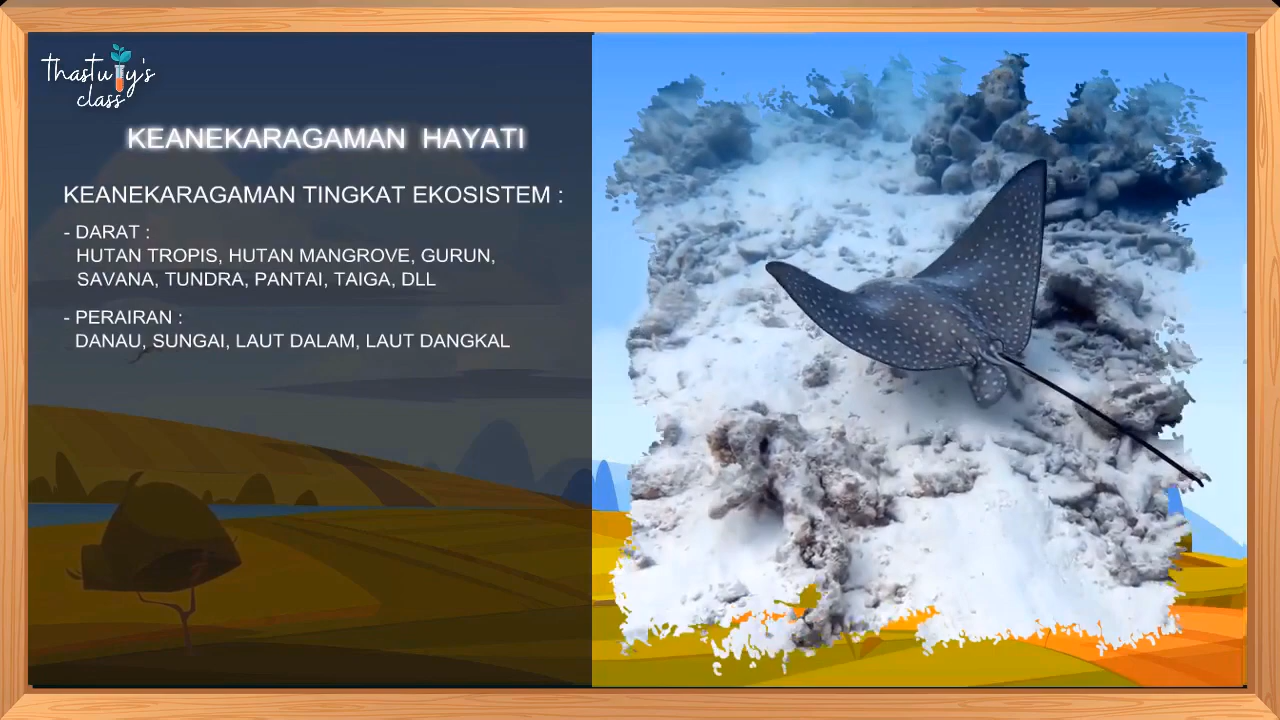 Thastuty's
class
KEANEKARAGAMAN HAYATI
KEANEKARAGAMAN TINGKAT EKOSISTEM :
- DARAT :
HUTAN TROPIS, HUTAN MANGROVE, GURUN,
SAVANA, TUNDRA, PANTAI, TAIGA, DLL
- PERAIRAN :
DANAU, SUNGAI, LAUT DALAM, LAUT DANGKAL